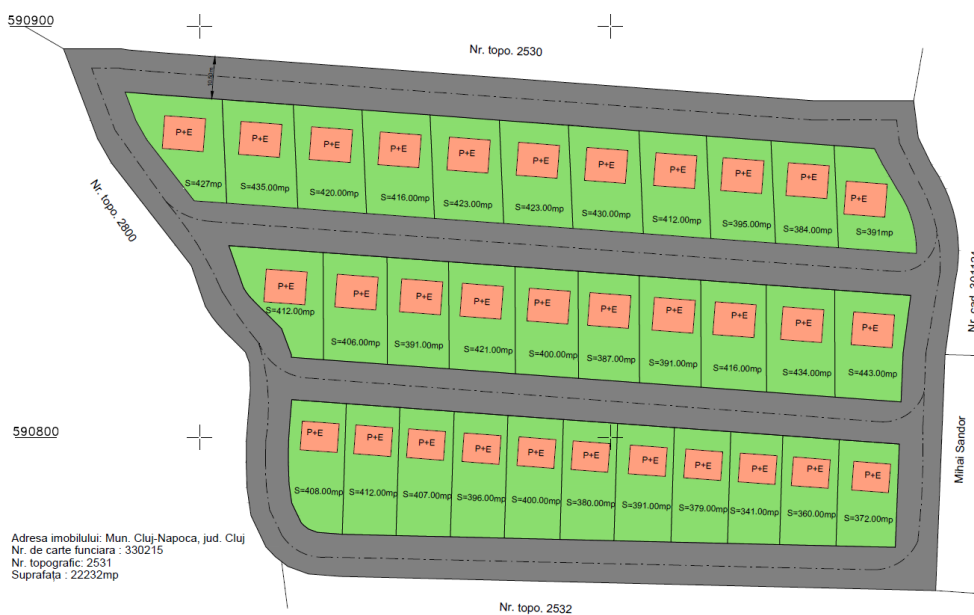 590900
Nr. topo. 2530
Nr. topo. 2800
P+E
P+E
P+E
P+E
P+E
P+E
P+E
P+E
P+E
P+E
P+E
S=427mp
S=435.00mp
S=420.00mp
S=416.00mp
S=423.00mp
S=423.00mp
S=430.00mp
S=412.00mp
S=395.00mp
S=384.00mp
S=391mp
P+E
P+E
P+E
P+E
P+E
P+E
P+E
P+E
P+E
P+E
S=412.00mp
S=406.00mp
S=391.00mp
S=421.00mp
S=400.00mp
S=387.00mp
S=391.00mp
S=416.00mp
S=434.00mp
S=443.00mp
590800
P+E
P+E
P+E
P+E
P+E
P+E
P+E
P+E
P+E
P+E
P+E
S=408.00mp
S=412.00mp
S=407.00mp
S=396.00mp
S=400.00mp
S=380.00mp
S=391.00mp
S=379.00mp
S=341.00mp
S=360.00mp
S=372.00mp
Nr. cad.
Mihai Sandor
Adresa imobilului: Mun. Cluj-Napoca, jud. Cluj
Nr. de carte funciara : 330215
Nr. topografic: 2531
Suprafața : 22232mp
Nr. topo. 2532